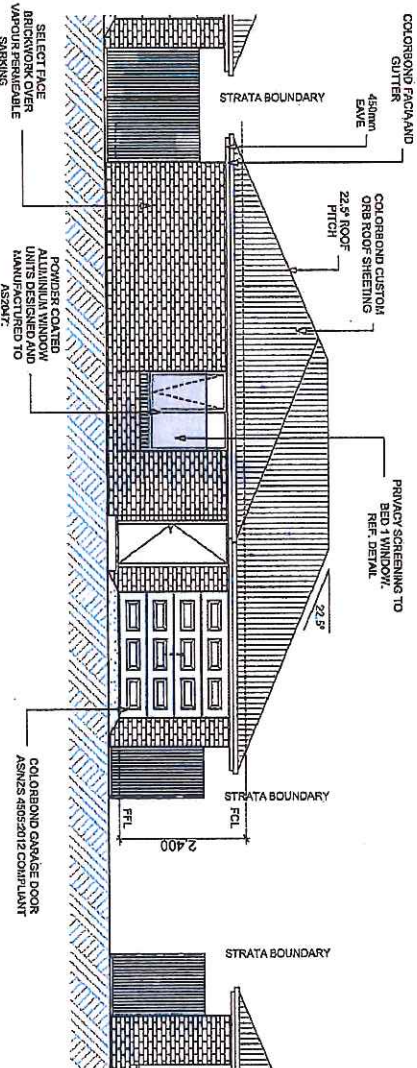 COLORBOND FACIA AND
GUTTER
450mm
EAVE
COLORBOND CUSTOM
ORB ROOF SHEETING
22.5° ROOF
PITCH
PRIVACY SCREENING TO
BED 1 WINDOW.
REF. DETAIL
22.5°
STRATA BOUNDARY
STRATA BOUNDARY
STRATA BOUNDARY
FCL
2,400
FFL
SELECT FACE
BRICKWORK OVER
VAPOUR PERMEABLE
SARKING
POWDER COATED
ALUMINIUM WINDOW
UNITS DESIGNED AND
MANUFACTURED TO
AS2047.
COLORBOND GARAGE DOOR
AS/NZS 4505:2012 COMPLIANT